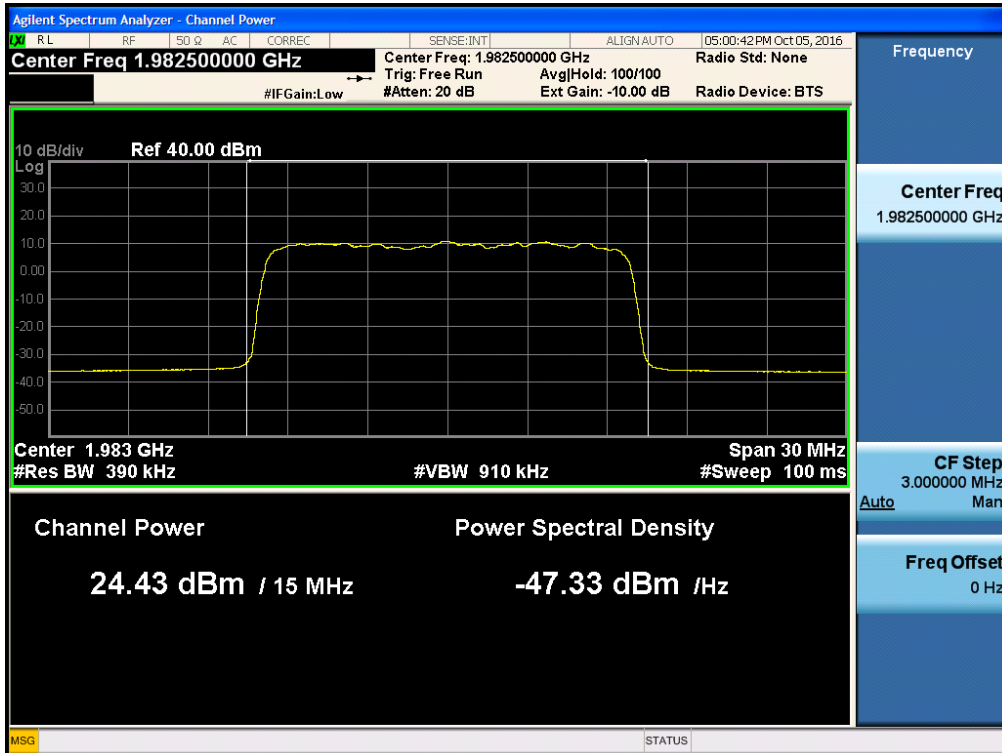 Agilent Spectrum Analyzer - Channel Power
LXI RL RF 50 Ω AC CORREC SENSE:INT ALIGN AUTO 05:00:42 PM Oct 05, 2016
Center Freq 1.982500000 GHz
Center Freq: 1.982500000 GHz Radio Std: None
Trig: Free Run Avg|Hold: 100/100
#IFGain:Low #Atten: 20 dB Ext Gain: -10.00 dB Radio Device: BTS
10 dB/div Ref 40.00 dBm
Log
30.0
20.0
10.0
0.00
-10.0
-20.0
-30.0
-40.0
-50.0
Center 1.983 GHz Span 30 MHz
#Res BW 390 kHz #VBW 910 kHz #Sweep 100 ms
Channel Power Power Spectral Density
24.43 dBm / 15 MHz -47.33 dBm /Hz
Frequency
Center Freq
1.982500000 GHz
CF Step
3.000000 MHz
Auto Man
Freq Offset
0 Hz
MSG STATUS